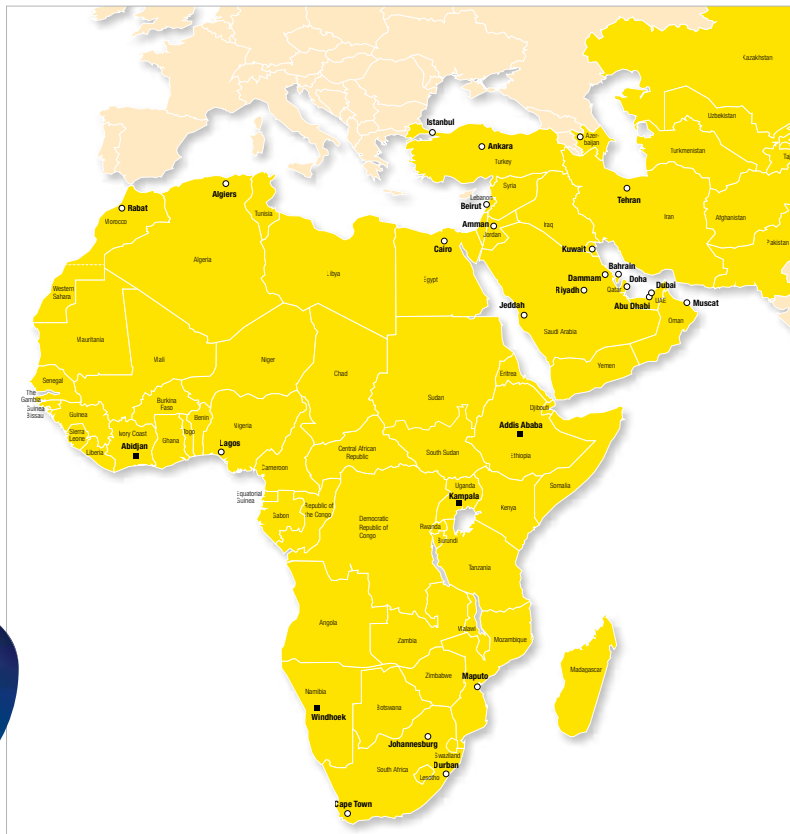 Kazakhstan
Uzbekistan
Istanbul
Azer-
baijan
Ankara
Turkmenistan
Turkey
Syria
Tehran
Algiers
Lebanon
Beirut
Rabat
Tunisia
Iran
Afghanistan
Morocco
Amman
Iraq
Jordan
Pakistan
Cairo
Kuwait
Algeria
Libya
Egypt
Bahrain
Dammam
Doha
Dubai
Western
Sahara
Riyadh
Qatar
UAE
Abu Dhabi
Muscat
Jeddah
Oman
Mauritania
Saudi Arabia
Mali
Niger
Yemen
Chad
Senegal
Eritrea
The
Gambia
Burkina
Faso
Sudan
Guinea
Bissau
Guinea
Benin
Djibouti
Nigeria
Addis Ababa
Sierra
Leone
Ivory Coast
Togo
Ghana
Abidjan
Lagos
Central African
Republic
South Sudan
Liberia
Ethiopia
Cameroon
Uganda
Somalia
Equatorial
Guinea
Kampala
Republic of
the Congo
Kenya
Gabon
Democratic
Republic of
Congo
Rwanda
Burundi
Tanzania
Angola
Malawi
Zambia
Mozambique
Madagascar
Zimbabwe
Maputo
Namibia
Botswana
Windhoek
Johannesburg
Swaziland
Durban
South Africa
Lesotho
Cape Town